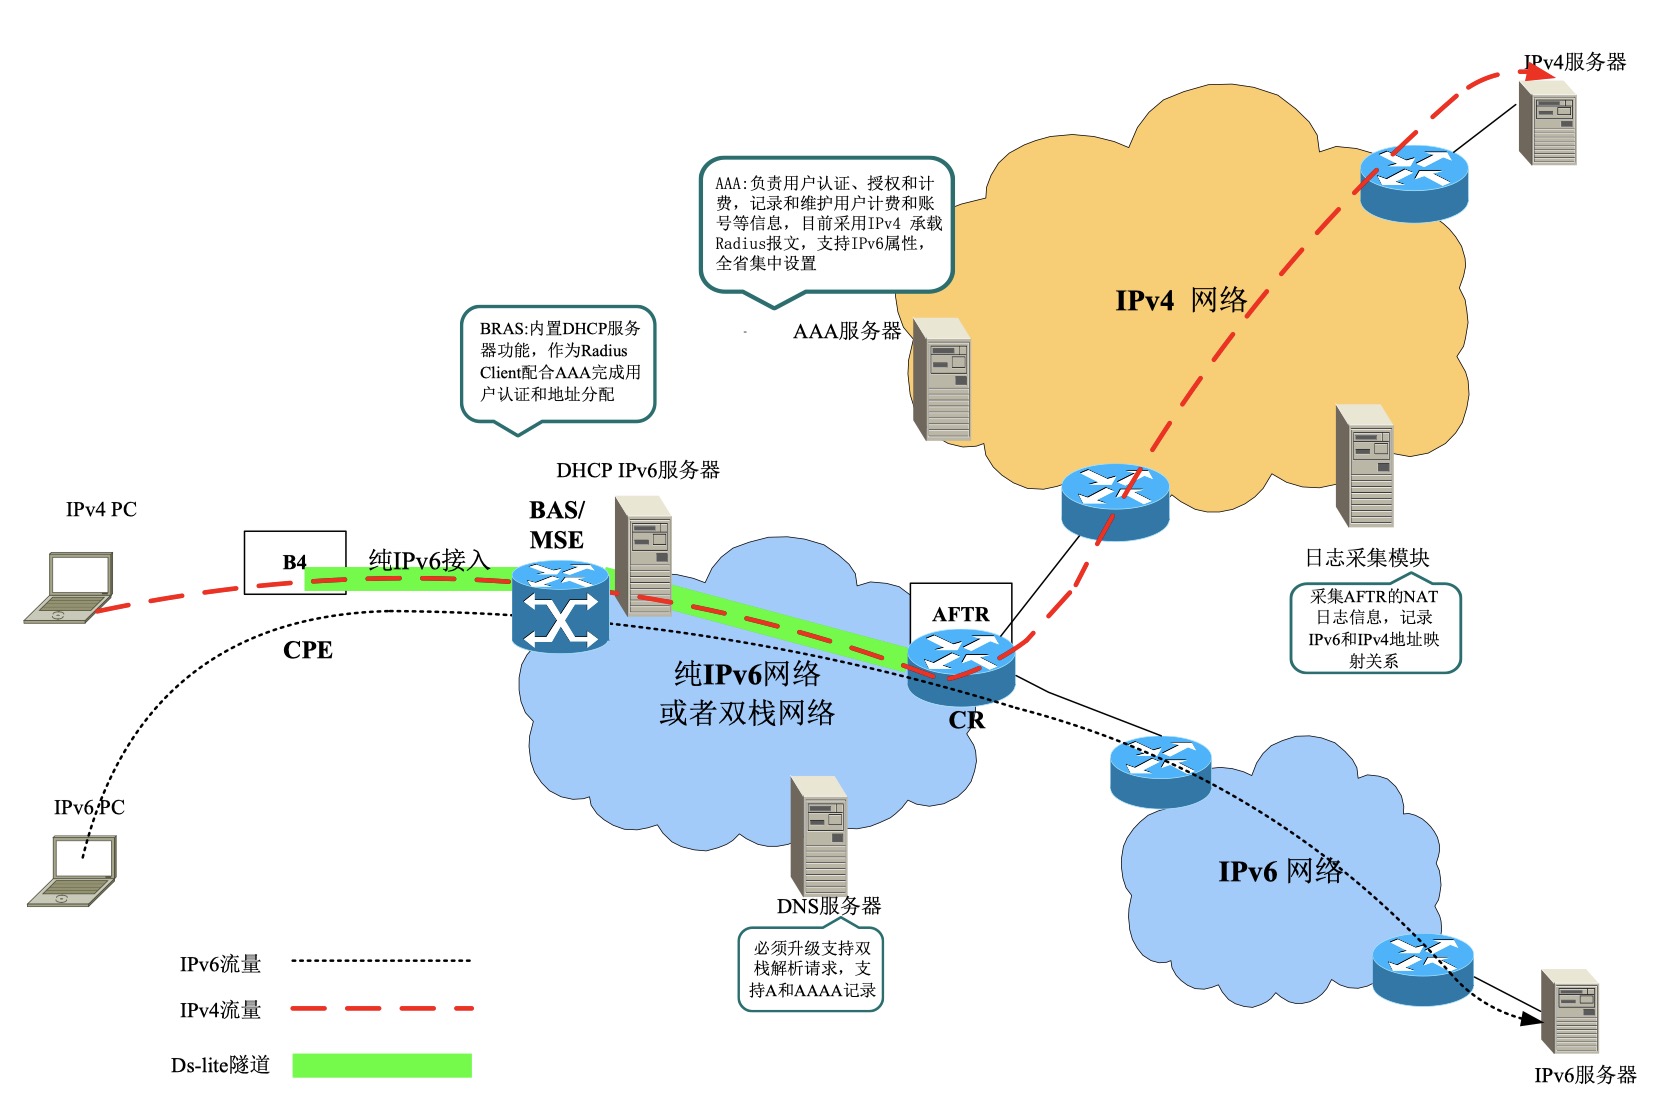 IPv4服务器
AAA:负责用户认证、授权和计
费，记录和维护用户计费和账
号等信息，目前采用IPv4 承载
Radius报文，支持IPv6属性，
全省集中设置
IPv4 网络
AAA服务器
BRAS:内置DHCP服务
器功能，作为Radius
Client配合AAA完成用
户认证和地址分配
DHCP IPv6服务器
BAS/
MSE
IPv4 PC
B4
纯IPv6接入
CPE
日志采集模块
采集AFTR的NAT
日志信息，记录
IPv6和IPv4地址映
射关系
AFTR
CR
纯IPv6网络
或者双栈网络
IPv6 PC
IPv6 网络
DNS服务器
必须升级支持双
栈解析请求，支
持A和AAAA记录
IPv6流量
IPv4流量
Ds-lite隧道
IPv6服务器